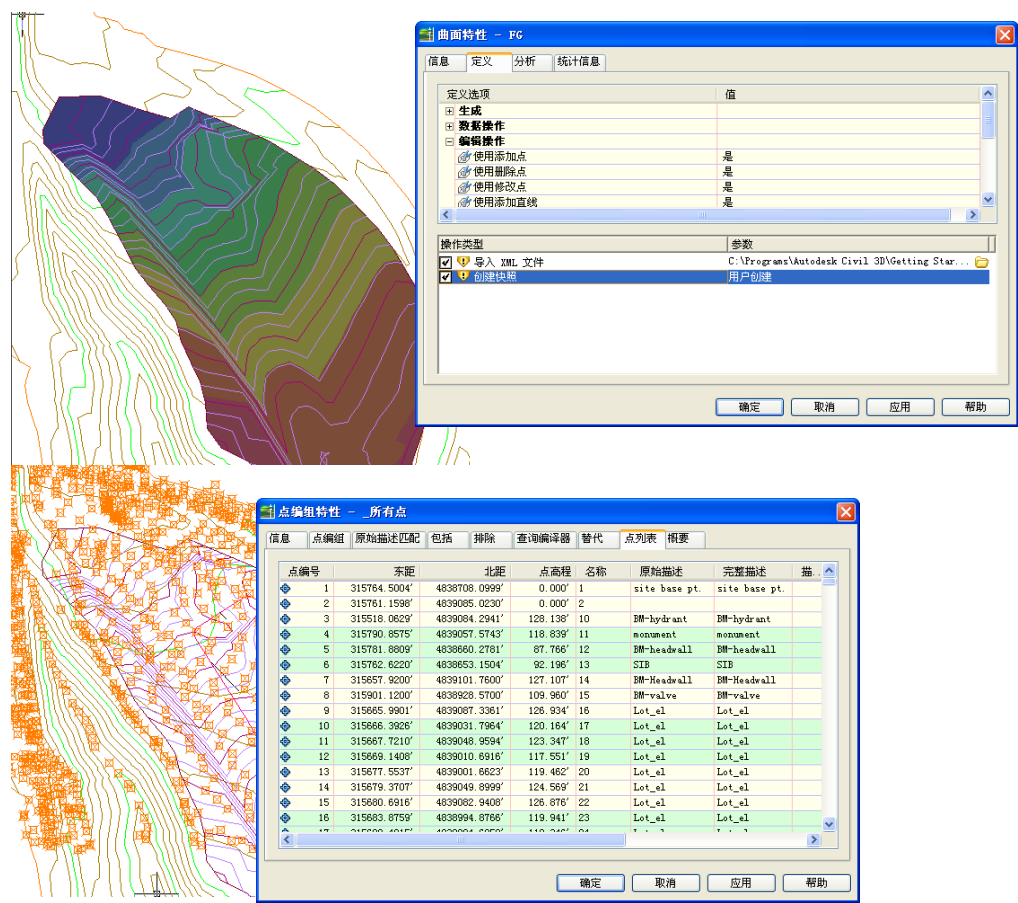 曲面特性 - FG
信息 定义 分析 统计信息
定义选项 值
生成
数据操作
编辑操作
使用添加点 是
使用删除点 是
使用修改点 是
使用添加直线 是
操作类型 参数
导入 XML 文件 C:\Programs\Autodesk Civil 3D\Getting Star...
创建快照 用户创建
确定 取消 应用 帮助
点编组特性 - _所有点
信息 点编组 原始描述匹配 包括 排除 查询编译器 替代 点列表 概要
点编号 东距 北距 点高程 名称 原始描述 完整描述 描..
1 315764.5004' 4838708.0999' 0.000' 1 site base pt. site base pt.
2 315761.1598' 4839085.0230' 0.000' 2
3 315518.0629' 4839084.2941' 128.138' 10 BM-hydrant BM-hydrant
4 315790.8575' 4839057.5743' 118.839' 11 monument monument
5 315781.8809' 4838660.2781' 87.766' 12 BM-headwall BM-headwall
6 315762.6220' 4838653.1504' 92.196' 13 SIB SIB
7 315657.9200' 4839101.7600' 127.107' 14 BM-Headwall BM-Headwall
8 315901.1200' 4838928.5700' 109.960' 15 BM-valve BM-valve
9 315665.9901' 4839087.3361' 126.934' 16 Lot_el Lot_el
10 315666.3926' 4839031.7964' 120.164' 17 Lot_el Lot_el
11 315667.7210' 4839048.9594' 123.347' 18 Lot_el Lot_el
12 315669.1408' 4839010.6916' 117.551' 19 Lot_el Lot_el
13 315677.5537' 4839001.6623' 119.462' 20 Lot_el Lot_el
14 315679.3707' 4839049.8999' 124.569' 21 Lot_el Lot_el
15 315680.6916' 4839082.9408' 126.876' 22 Lot_el Lot_el
16 315683.8759' 4838994.8766' 119.941' 23 Lot_el Lot_el
确定 取消 应用 帮助